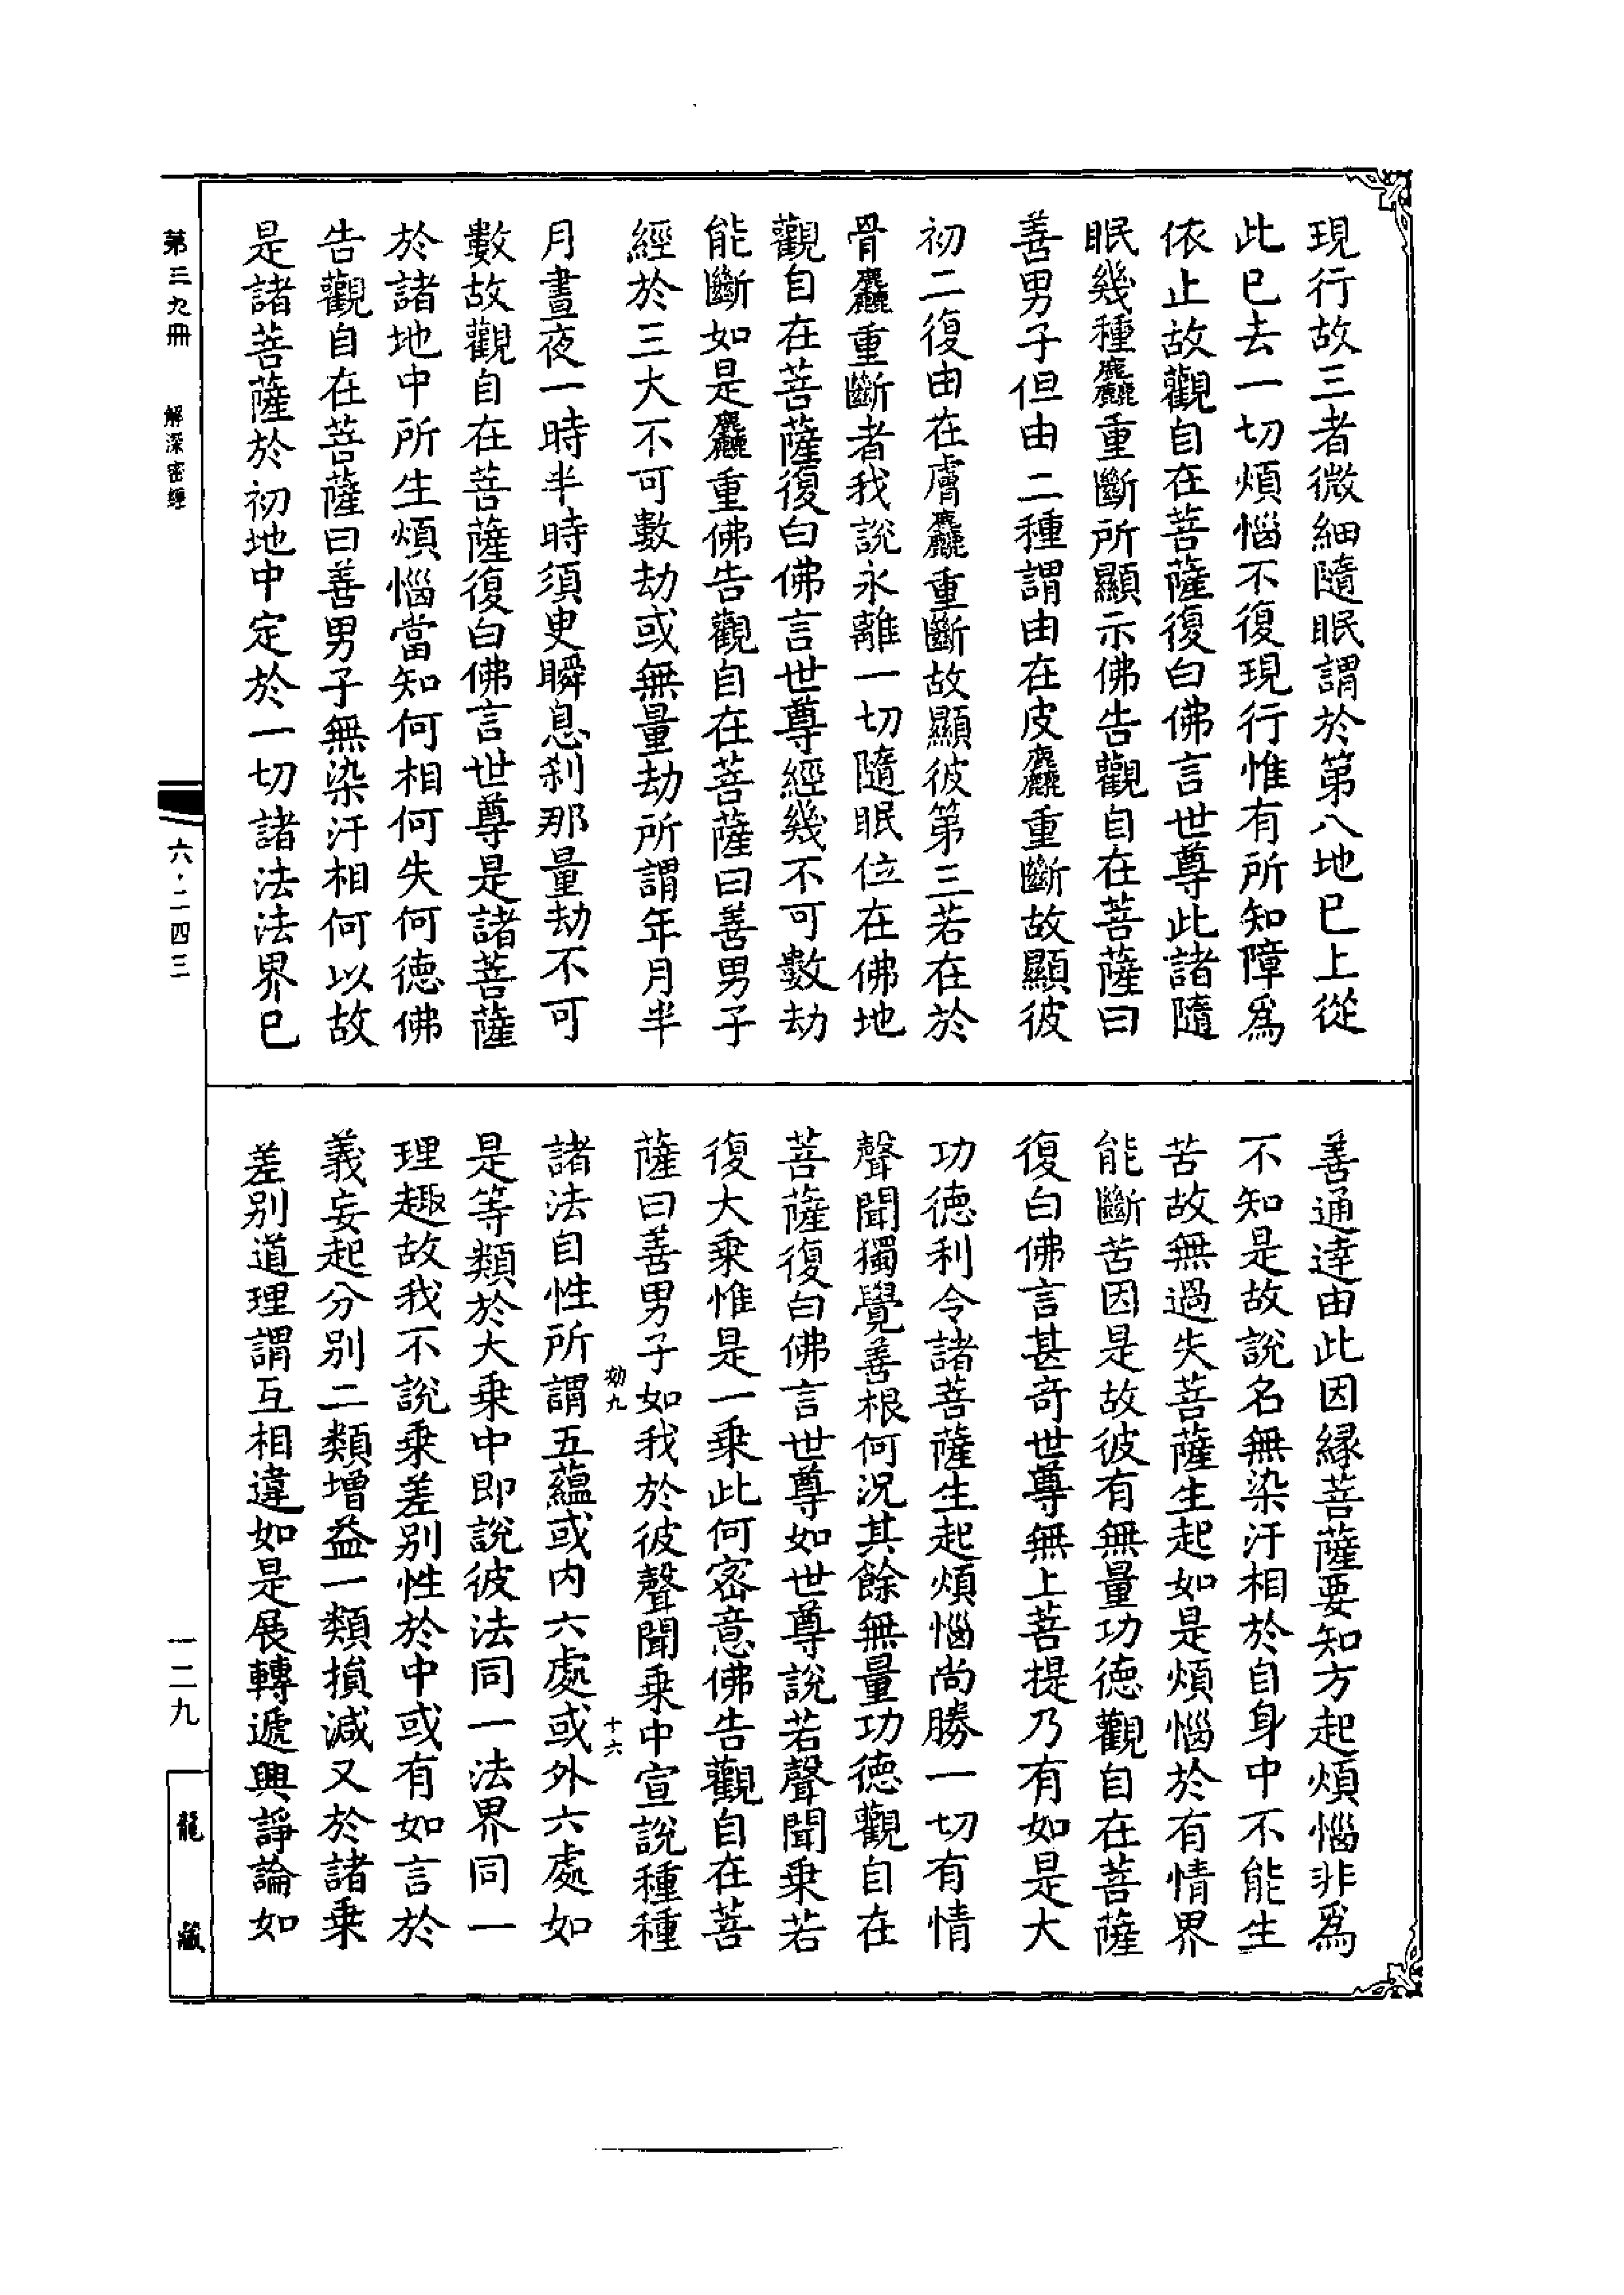 現行故三者微細隨眠謂於第八地已上從
此已去一切煩惱不復現行惟有所知障爲
依止故觀自在菩薩復白佛言世尊此諸隨
眠幾種麤重斷所顯示佛告觀自在菩薩曰
善男子但由二種謂由在皮麤重斷故顯彼
初二復由在膚麤重斷故顯彼第三若在於
骨麤重斷者我說永離一切隨眠位在佛地
觀自在菩薩復白佛言世尊經幾不可數劫
能斷如是麤重佛告觀自在菩薩曰善男子
經於三大不可數劫或無量劫所謂年月半
月晝夜一時半時須臾瞬息刹那量劫不可
數故觀自在菩薩復白佛言世尊是諸菩薩
於諸地中所生煩惱當知何相何失何德佛
告觀自在菩薩曰善男子無染汙相何以故
是諸菩薩於初地中定於一切諸法法界已
善通達由此因緣菩薩要知方起煩惱非爲
不知是故說名無染汙相於自身中不能生
苦故無過失菩薩生起如是煩惱於有情界
能斷苦因是故彼有無量功德觀自在菩薩
復白佛言甚奇世尊無上菩提乃有如是大
功德利令諸菩薩生起煩惱尚勝一切有情
聲聞獨覺善根何況其餘無量功德觀自在
菩薩復白佛言世尊如世尊說若聲聞乗若
復大乗惟是一乗此何密意佛告觀自在菩
薩曰善男子如我於彼聲聞乗中宣說種種
劾九 十六
諸法自性所謂五蘊或内六處或外六處如
是等類於大乗中即說彼法同一法界同一
理趣故我不說乗差別性於中或有如言於
義妄起分別二類增益一類損減又於諸乗
差別道理謂互相違如是展轉遞興諍論如
第三九冊 解深密經
六·二四三
一二九
龍藏